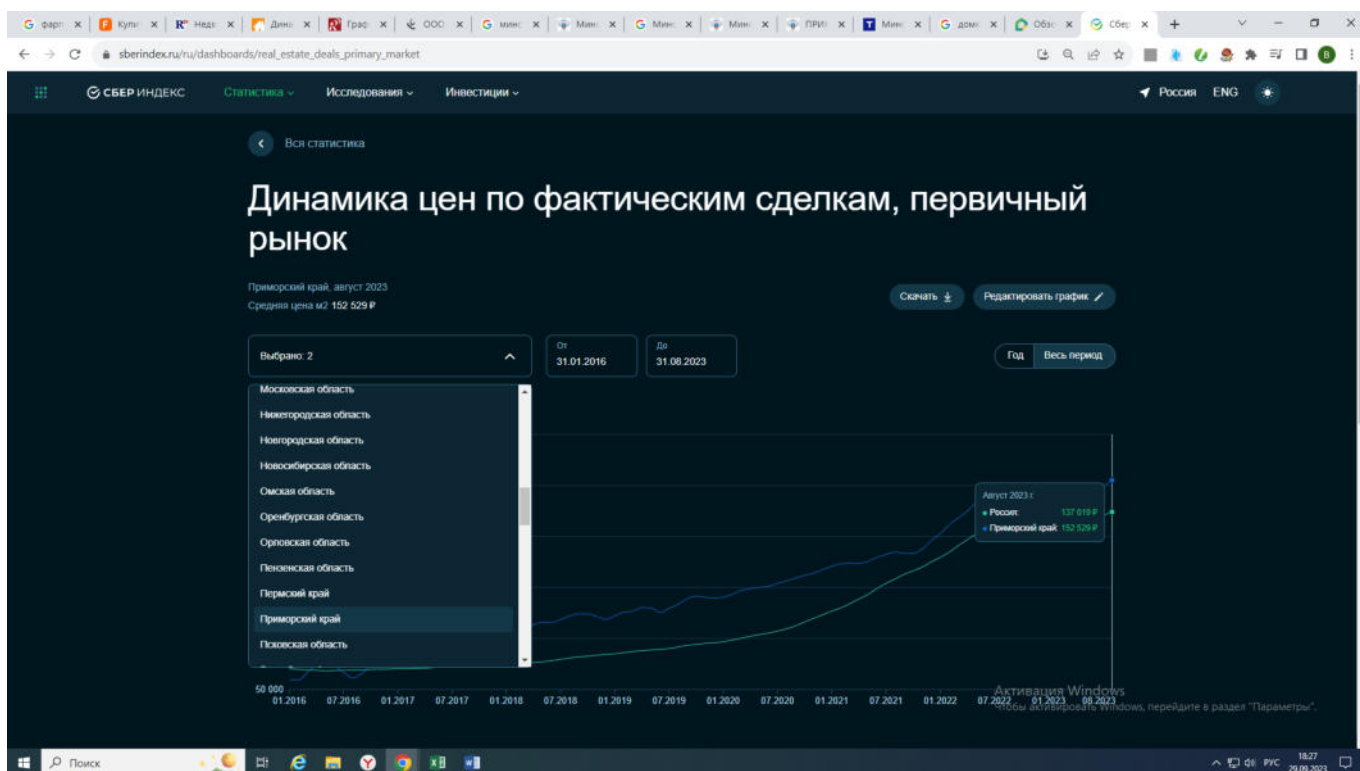 sberindex.ru/ru/dashboards/real_estate_deals_primary_market
СБЕР ИНДЕКС Статистика Исследования Инвестиции Россия ENG
Вся статистика
Динамика цен по фактическим сделкам, первичный
рынок
Приморский край, август 2023
Средняя цена м2 152 529 ₽
Скачать Редактировать график
Выбрано: 2
От
31.01.2016
До
31.08.2023
Год Весь период
Московская область
Нижегородская область
Новгородская область
Новосибирская область
Омская область
Оренбургская область
Орловская область
Пензенская область
Пермский край
Приморский край
Псковская область
Август 2023 г.
Россия: 137 019 ₽
Приморский край: 152 529 ₽
50 000
01.2016 07.2016 01.2017 07.2017 01.2018 07.2018 01.2019 07.2019 01.2020 07.2020 01.2021 07.2021 01.2022 07.2022 01.2023 08.2023
Активация Windows
Чтобы активировать Windows, перейдите в раздел "Параметры".
Поиск
РУС
18:27
29.09.2023